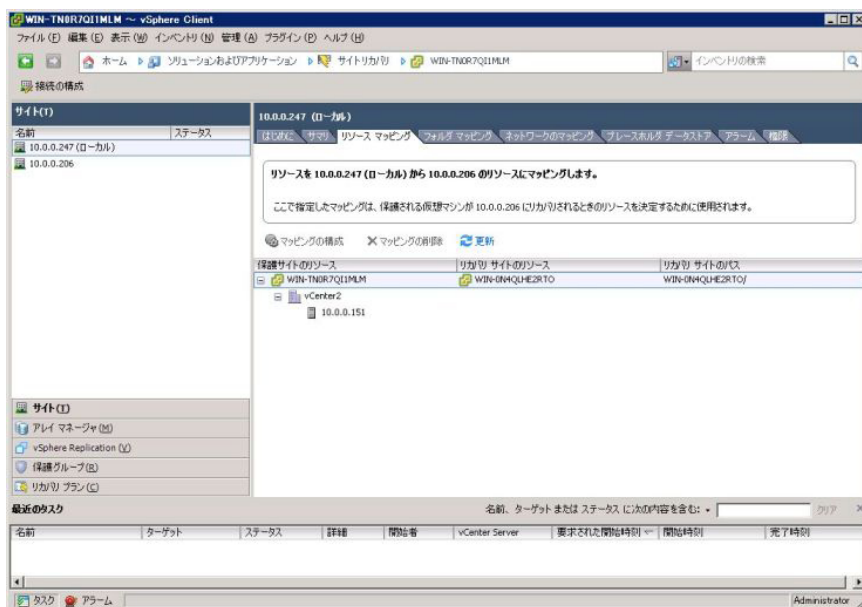 WIN-TN0R7QI1MLM ～ vSphere Client
ファイル (F) 編集 (E) 表示 (W) インベントリ (N) 管理 (A) プラグイン (P) ヘルプ (H)
ホーム ソリューションおよびアプリケーション サイトリカバリ WIN-TN0R7QI1MLM インベントリの検索
接続の構成
サイト(T)
名前 ステータス
10.0.0.247 (ローカル)
10.0.0.206
10.0.0.247 (ローカル)
はじめに サマリ リソース マッピング フォルダ マッピング ネットワークのマッピング プレースホルダ データストア アラーム 権限
リソースを 10.0.0.247 (ローカル) から 10.0.0.206 のリソースにマッピングします。
ここで指定したマッピングは、保護される仮想マシンが 10.0.0.206 にリカバリされるときのリソースを決定するために使用されます。
マッピングの構成 マッピングの削除 更新
保護サイトのリソース リカバリ サイトのリソース リカバリ サイトのパス
WIN-TN0R7QI1MLM WIN-0N4QLHE2RTO WIN-0N4QLHE2RTO/
vCenter2
10.0.0.151
サイト(T)
アレイ マネージャ(M)
vSphere Replication (V)
保護グループ(R)
リカバリ プラン(C)
最近のタスク 名前、ターゲット または ステータス に次の内容を含む: クリア
名前 ターゲット ステータス 詳細 開始者 vCenter Server 要求された開始時刻 開始時刻 完了時刻
タスク アラーム Administrator